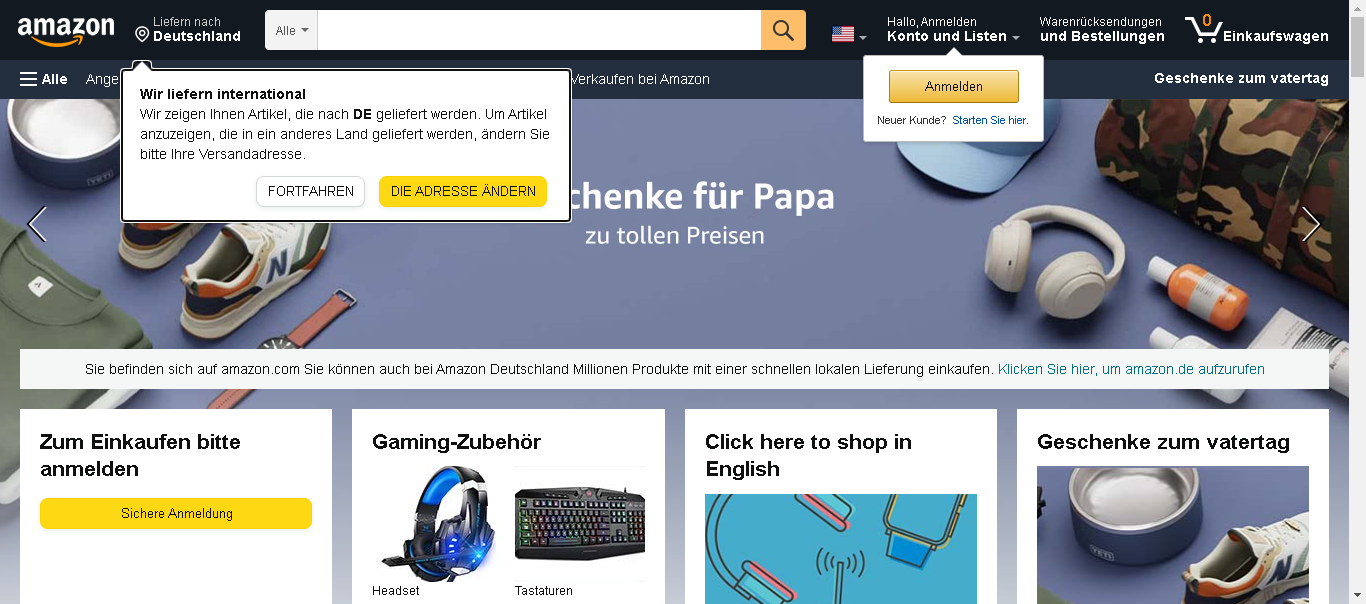 amazon
Liefern nach
Deutschland
Alle
Hallo, Anmelden
Konto und Listen
Warenrücksendungen
und Bestellungen
0
Einkaufswagen
Alle
Ange
Verkaufen bei Amazon
Geschenke zum vatertag
Wir liefern international
Wir zeigen Ihnen Artikel, die nach DE geliefert werden. Um Artikel
anzuzeigen, die in ein anderes Land geliefert werden, ändern Sie
bitte Ihre Versandadresse.
FORTFAHREN
DIE ADRESSE ÄNDERN
Anmelden
Neuer Kunde? Starten Sie hier.
chenke für Papa
zu tollen Preisen
YETI
N
A
Sie befinden sich auf amazon.com Sie können auch bei Amazon Deutschland Millionen Produkte mit einer schnellen lokalen Lieferung einkaufen. Klicken Sie hier, um amazon.de aufzurufen
Zum Einkaufen bitte
anmelden
Sichere Anmeldung
Gaming-Zubehör
Headset
Tastaturen
Click here to shop in
English
Geschenke zum vatertag
YETI
N